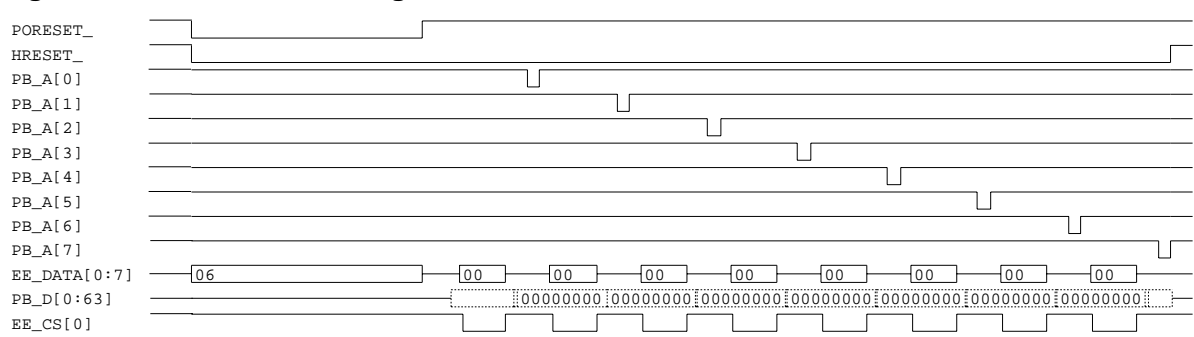 PORESET_
HRESET_
PB_A[0]
PB_A[1]
PB_A[2]
PB_A[3]
PB_A[4]
PB_A[5]
PB_A[6]
PB_A[7]
EE_DATA[0:7] 06 00 00 00 00 00 00 00 00
PB_D[0:63] 00000000 00000000 00000000 00000000 00000000 00000000 00000000
EE_CS[0]